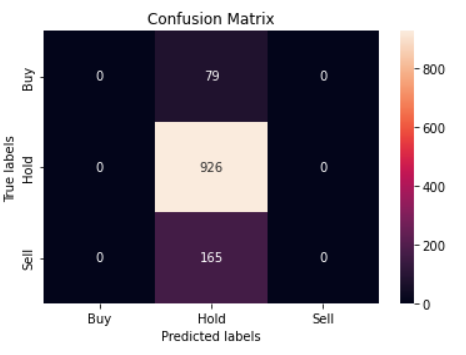 Confusion Matrix
Buy
0
79
0
Hold
0
926
0
Sell
0
165
0
True labels
Buy
Hold
Sell
Predicted labels
800
600
400
200
0